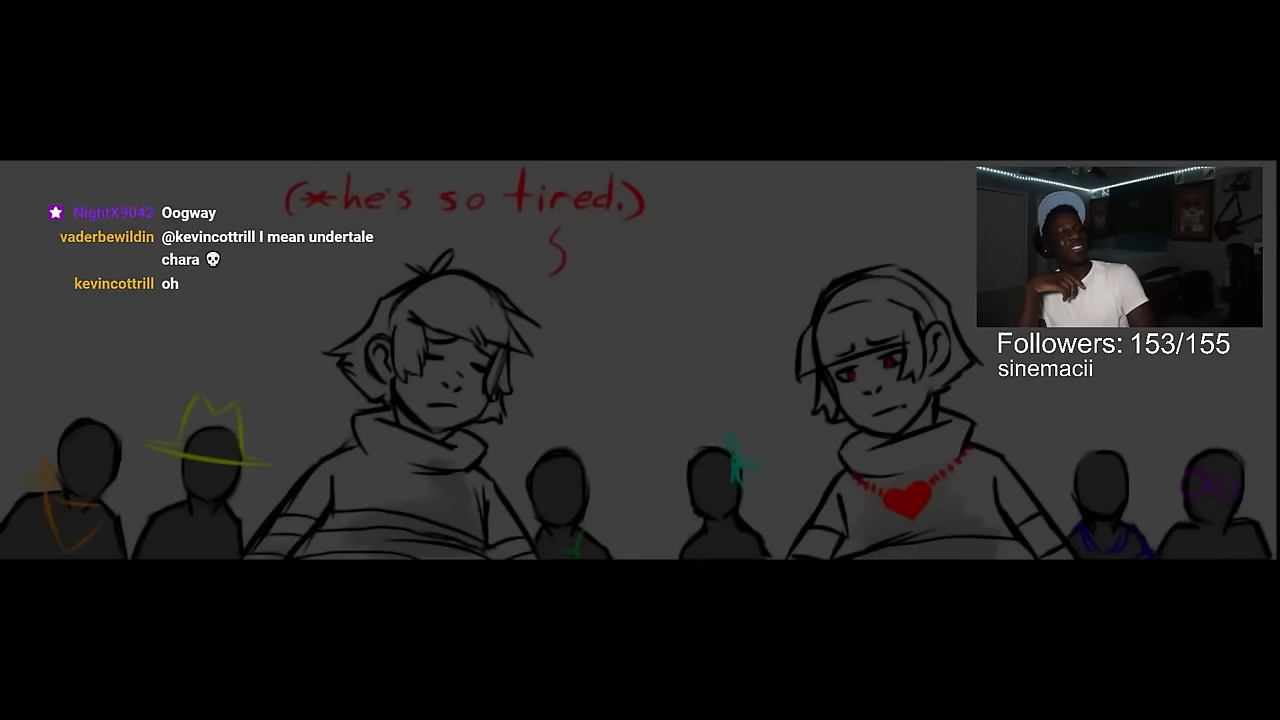 (*he's so tired.)
NightX9042 Oogway
vaderbewildin @kevincottrill I mean undertale
chara 💀
kevincottrill oh
Followers: 153/155
sinemacii